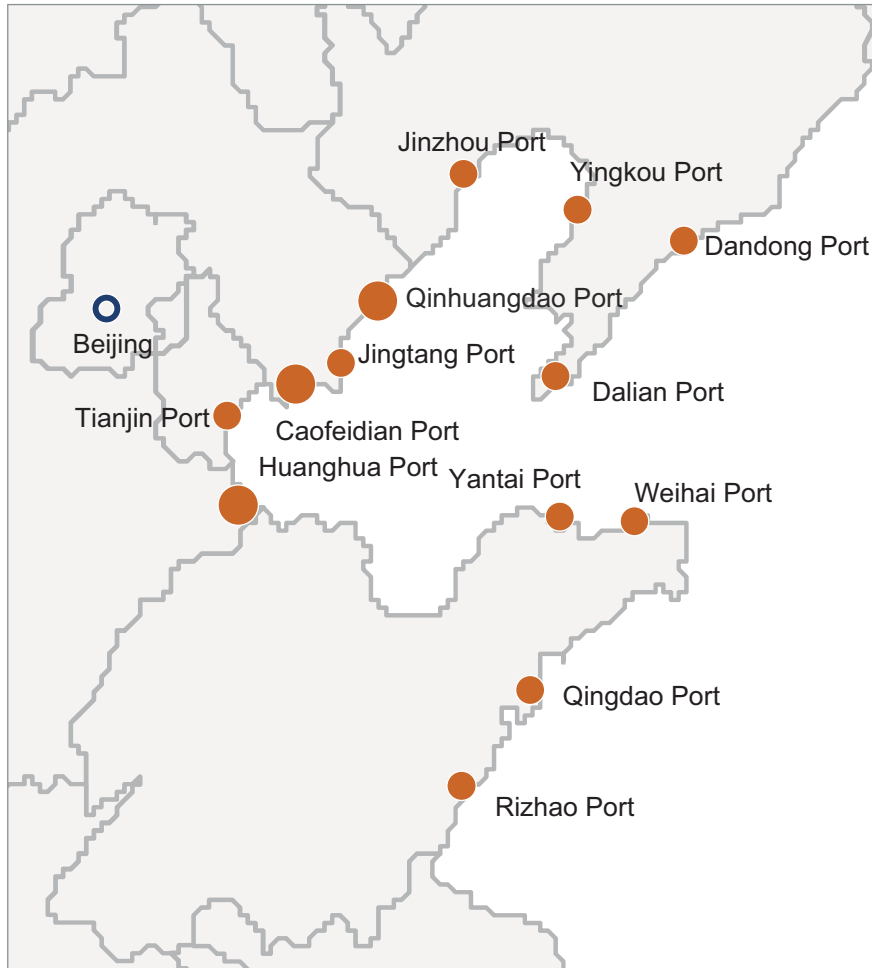 Jinzhou Port
Yingkou Port
Dandong Port
Qinhuangdao Port
Beijing
Jingtang Port
Dalian Port
Tianjin Port
Caofeidian Port
Huanghua Port
Yantai Port
Weihai Port
Qingdao Port
Rizhao Port